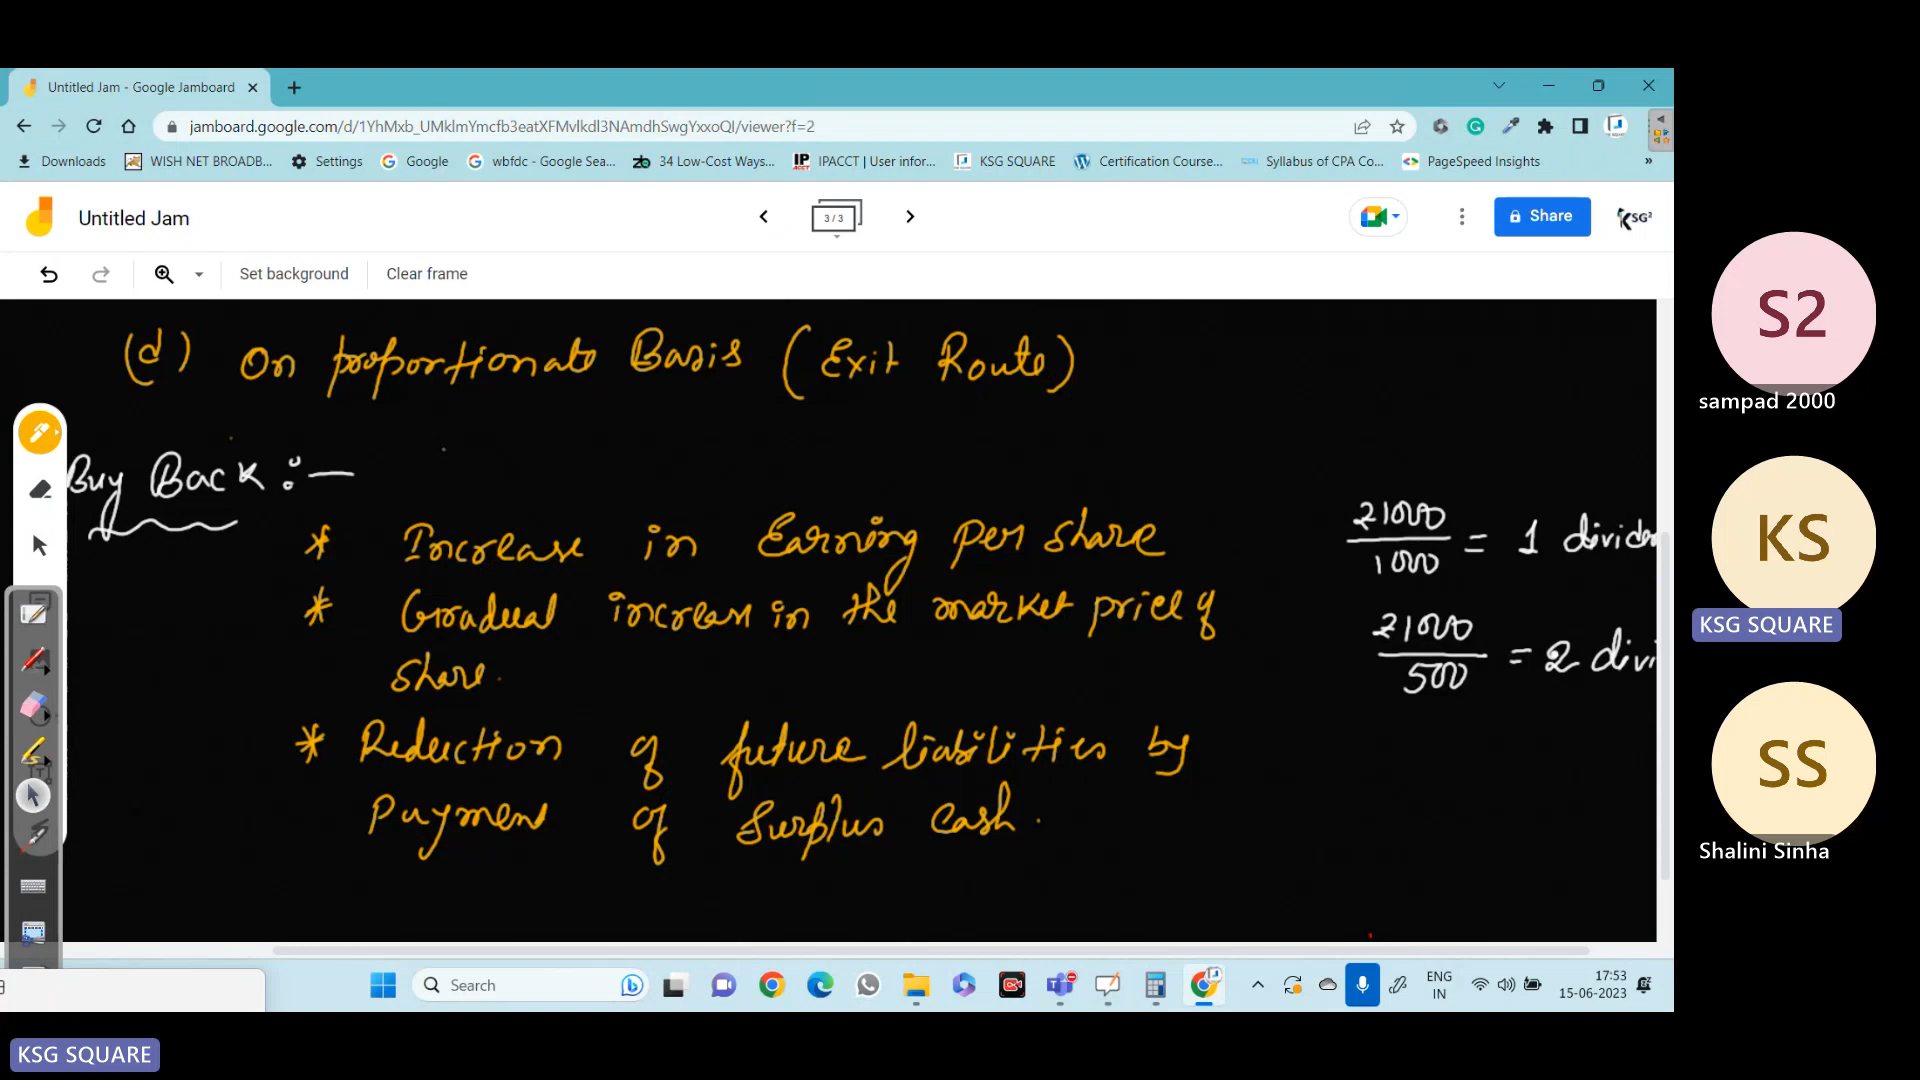 Untitled Jam - Google Jamboard
jamboard.google.com/d/1YhMxb_UMklmYmcfb3eatXFMvlkdl3NAmdhSwgYxxoQI/viewer?f=2
Downloads WISH NET BROADB... Settings Google wbfdc - Google Sea... 34 Low-Cost Ways... IPACCT | User infor... KSG SQUARE Certification Course... Syllabus of CPA Co... PageSpeed Insights »
Untitled Jam
3 / 3
Share
KSG²
Set background Clear frame
(d) On proportionate Basis (Exit Route)
Buy Back :—
* Increase in Earning per share
* Gradual increase in the market price of
share.
* Reduction of future liabilities by
Payment of Surplus cash.
21000
1000
= 1 dividen
21000
500
= 2 divi
S2
sampad 2000
KS
KSG SQUARE
SS
Shalini Sinha
Search
ENG
IN
17:53
15-06-2023
KSG SQUARE